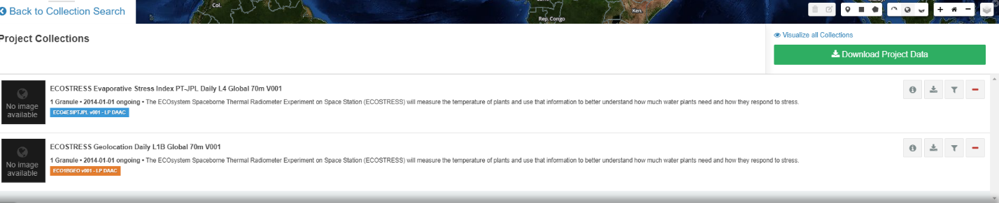 Col.
Rep. Congo
Ken.
Back to Collection Search
Project Collections
Visualize all Collections
Download Project Data
No image
available
ECOSTRESS Evaporative Stress Index PT-JPL Daily L4 Global 70m V001
1 Granule • 2014-01-01 ongoing • The ECOsystem Spaceborne Thermal Radiometer Experiment on Space Station (ECOSTRESS) will measure the temperature of plants and use that information to better understand how much water plants need and how they respond to stress.
ECO4ESIPTJPL v001 - LP DAAC
No image
available
ECOSTRESS Geolocation Daily L1B Global 70m V001
1 Granule • 2014-01-01 ongoing • The ECOsystem Spaceborne Thermal Radiometer Experiment on Space Station (ECOSTRESS) will measure the temperature of plants and use that information to better understand how much water plants need and how they respond to stress.
ECO1BGEO v001 - LP DAAC